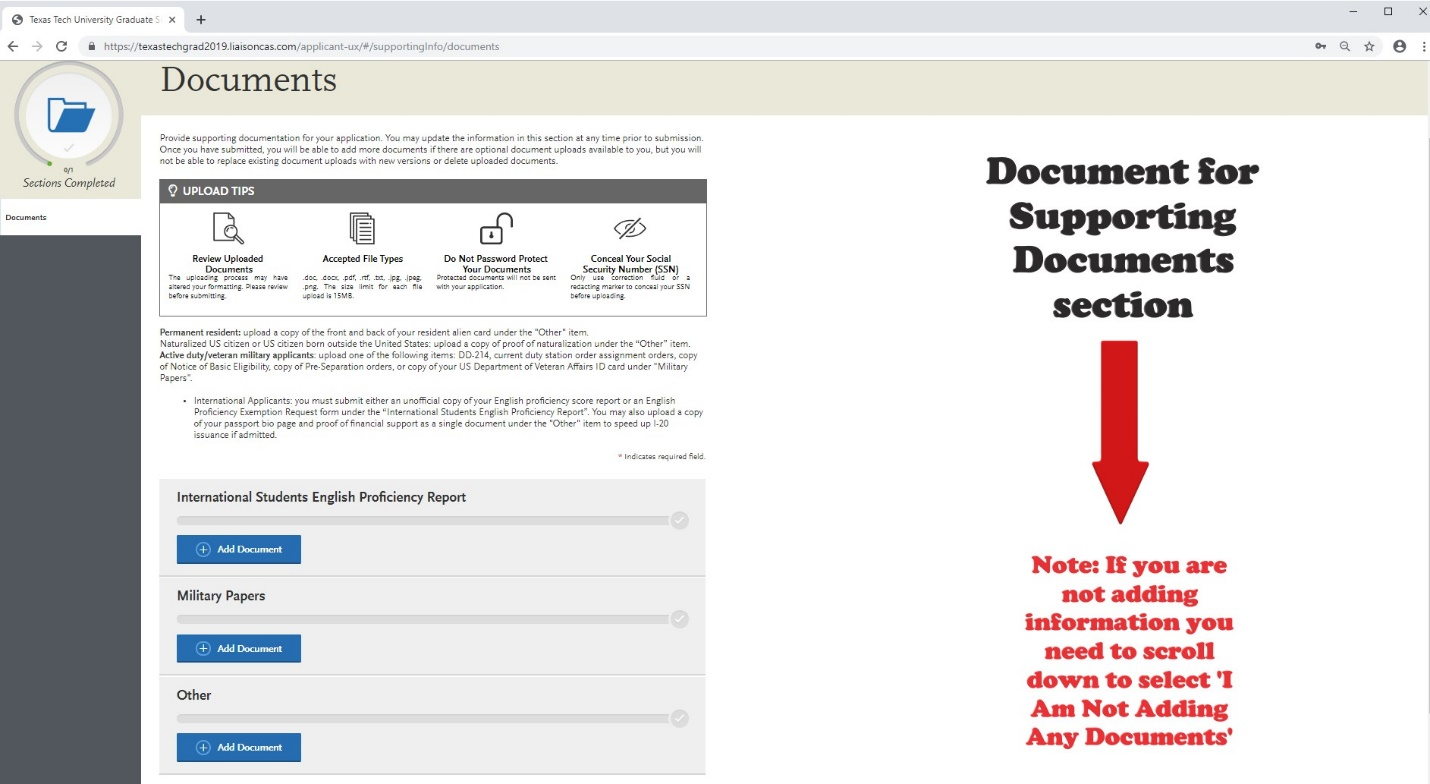 Texas Tech University Graduate S
https://texastechgrad2019.liaisoncas.com/applicant-ux/#/supportingInfo/documents
0/1
Sections Completed
Documents
Documents
Provide supporting documentation for your application. You may update the information in this section at any time prior to submission.
Once you have submitted, you will be able to add more documents if there are optional document uploads available to you, but you will
not be able to replace existing document uploads with new versions or delete uploaded documents.
UPLOAD TIPS
Review Uploaded
Documents
The uploading process may have
altered your formatting. Please review
before submitting.
Accepted File Types
.doc, .docx, .pdf, .rtf, .txt, .jpg, .jpeg,
.png. The size limit for each file
upload is 15MB.
Do Not Password Protect
Your Documents
Protected documents will not be sent
with your application.
Conceal Your Social
Security Number (SSN)
Only use correction fluid or a
redacting marker to conceal your SSN
before uploading.
Permanent resident: upload a copy of the front and back of your resident alien card under the "Other" item.
Naturalized US citizen or US citizen born outside the United States: upload a copy of proof of naturalization under the “Other” item.
Active duty/veteran military applicants: upload one of the following items: DD-214, current duty station order assignment orders, copy
of Notice of Basic Eligibility, copy of Pre-Separation orders, or copy of your US Department of Veteran Affairs ID card under "Military
Papers".
• International Applicants: you must submit either an unofficial copy of your English proficiency score report or an English
Proficiency Exemption Request form under the “International Students English Proficiency Report”. You may also upload a copy
of your passport bio page and proof of financial support as a single document under the "Other" item to speed up I-20
issuance if admitted.
* Indicates required field.
International Students English Proficiency Report
Add Document
Military Papers
Add Document
Other
Add Document
Document for
Supporting
Documents
section
Note: If you are
not adding
information you
need to scroll
down to select 'I
Am Not Adding
Any Documents'